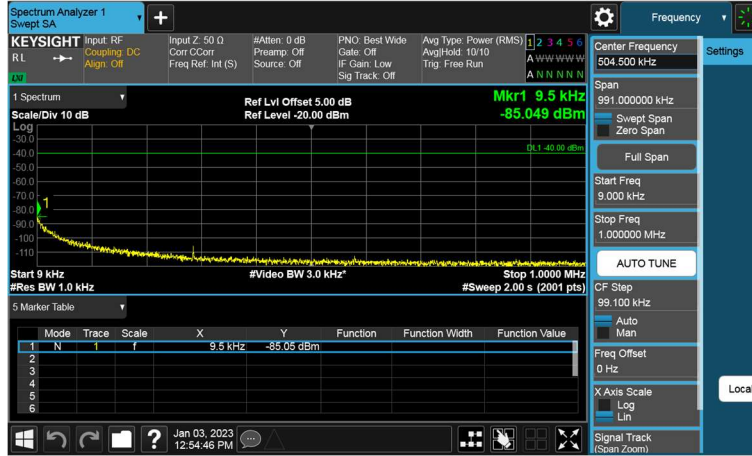 Spectrum Analyzer 1
Swept SA
+
Frequency
KEYSIGHT
RL
LXI
Input: RF
Coupling: DC
Align: Off
Input Z: 50 Ω
Corr CCorr
Freq Ref: Int (S)
#Atten: 0 dB
Preamp: Off
Source: Off
PNO: Best Wide
Gate: Off
IF Gain: Low
Sig Track: Off
Avg Type: Power (RMS)
Avg|Hold: 10/10
Trig: Free Run
1 2 3 4 5 6
A W W W W W
A N N N N N
1 Spectrum
Scale/Div 10 dB
Log
Ref Lvl Offset 5.00 dB
Ref Level -20.00 dBm
Mkr1 9.5 kHz
-85.049 dBm
-30.0
DL1 -40.00 dBm
-40.0
-50.0
-60.0
-70.0
1
-80.0
-90.0
-100
-110
Start 9 kHz
#Res BW 1.0 kHz
#Video BW 3.0 kHz*
Stop 1.0000 MHz
#Sweep 2.00 s (2001 pts)
5 Marker Table
Mode Trace Scale X Y Function Function Width Function Value
1 N 1 f 9.5 kHz -85.05 dBm
2
3
4
5
6
Jan 03, 2023
12:54:46 PM
?
Center Frequency
504.500 kHz
Settings
Span
991.000000 kHz
Swept Span
Zero Span
Full Span
Start Freq
9.000 kHz
Stop Freq
1.000000 MHz
AUTO TUNE
CF Step
99.100 kHz
Auto
Man
Freq Offset
0 Hz
Local
X Axis Scale
Log
Lin
Signal Track
(Span Zoom)